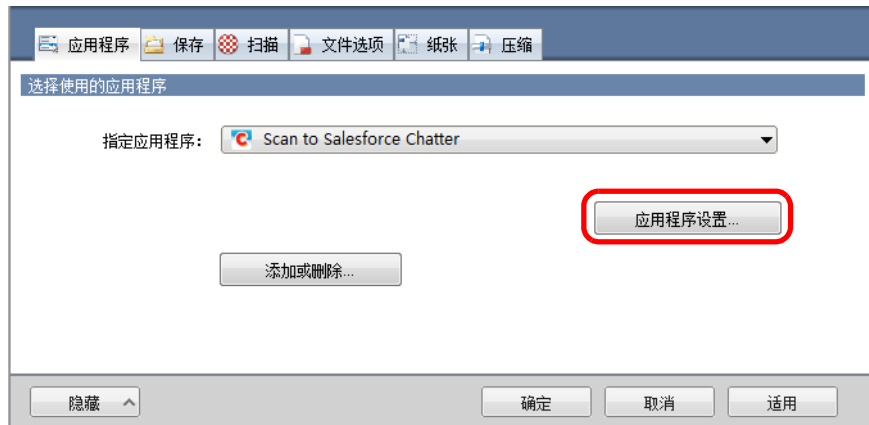 应用程序 保存 扫描 文件选项 纸张 压缩
选择使用的应用程序
指定应用程序: Scan to Salesforce Chatter
应用程序设置...
添加或删除...
隐藏 确定 取消 适用